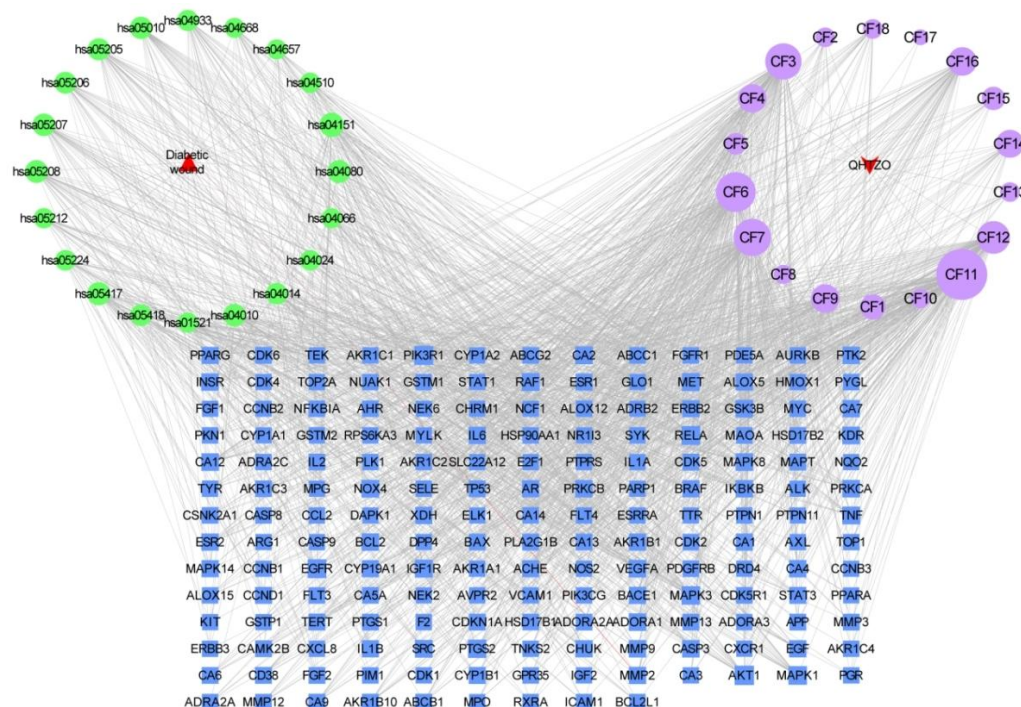 hsa04933
hsa05010
hsa04668
hsa05205
hsa04657
hsa05206
hsa04510
hsa05207
hsa04151
Diabetic
wound
hsa05208
hsa04080
hsa05212
hsa04066
hsa05224
hsa04024
hsa05417
hsa04014
hsa05418
hsa01521
hsa04010
CF2
CF18
CF17
CF3
CF16
CF4
CF15
CF5
CF14
QHTZO
CF6
CF13
CF7
CF12
CF8
CF11
CF9
CF1
CF10
PPARG CDK6 TEK AKR1C1 PIK3R1 CYP1A2 ABCG2 CA2 ABCC1 FGFR1 PDE5A AURKB PTK2
INSR CDK4 TOP2A NUAK1 GSTM1 STAT1 RAF1 ESR1 GLO1 MET ALOX5 HMOX1 PYGL
FGF1 CCNB2 NFKBIA AHR NEK6 CHRM1 NCF1 ALOX12 ADRB2 ERBB2 GSK3B MYC CA7
PKN1 CYP1A1 GSTM2 RPS6KA3 MYLK IL6 HSP90AA1 NR1I3 SYK RELA MAOA HSD17B2 KDR
CA12 ADRA2C IL2 PLK1 AKR1C2 SLC22A12 E2F1 PTPRS IL1A CDK5 MAPK8 MAPT NQO2
TYR AKR1C3 MPG NOX4 SELE TP53 AR PRKCB PARP1 BRAF IKBKB ALK PRKCA
CSNK2A1 CASP8 CCL2 DAPK1 XDH ELK1 CA14 FLT4 ESRRA TTR PTPN1 PTPN11 TNF
ESR2 ARG1 CASP9 BCL2 DPP4 BAX PLA2G1B CA13 AKR1B1 CDK2 CA1 AXL TOP1
MAPK14 CCNB1 EGFR CYP19A1 IGF1R AKR1A1 ACHE NOS2 VEGFA PDGFRB DRD4 CA4 CCNB3
ALOX15 CCND1 FLT3 CA5A NEK2 AVPR2 VCAM1 PIK3CG BACE1 MAPK3 CDK5R1 STAT3 PPARA
KIT GSTP1 TERT PTGS1 F2 CDKN1A HSD17B1 ADORA2A ADORA1 MMP13 ADORA3 APP MMP3
ERBB3 CAMK2B CXCL8 IL1B SRC PTGS2 TNKS2 CHUK MMP9 CASP3 CXCR1 EGF AKR1C4
CA6 CD38 FGF2 PIM1 CDK1 CYP1B1 GPR35 IGF2 MMP2 CA3 AKT1 MAPK1 PGR
ADRA2A MMP12 CA9 AKR1B10 ABCB1 MPO RXRA ICAM1 BCL2L1